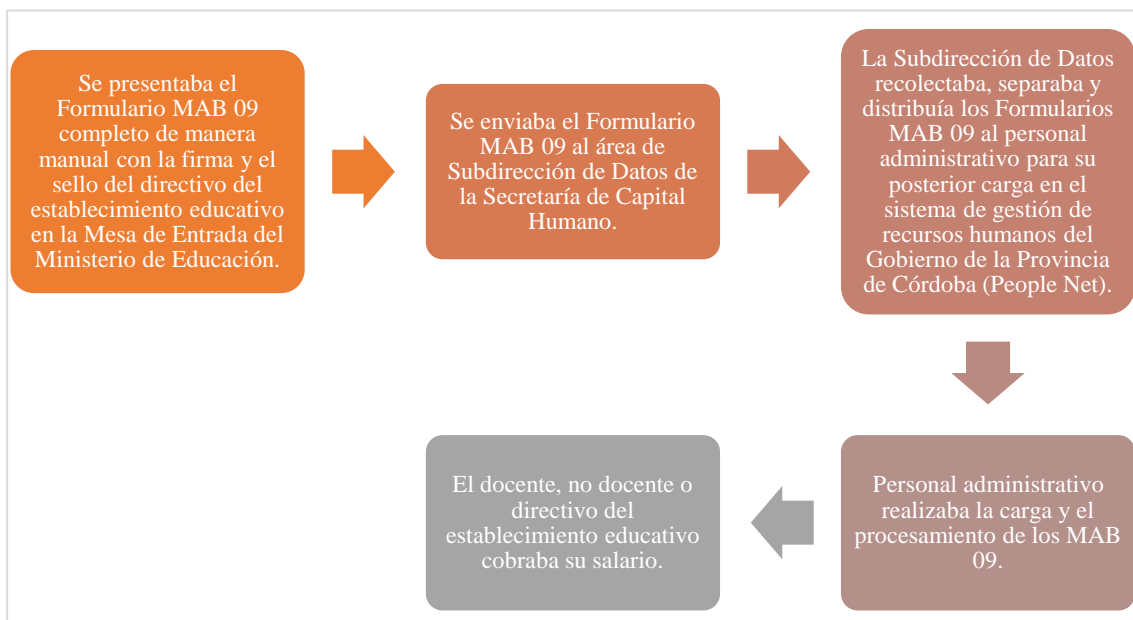 Se presentaba el
Formulario MAB 09
completo de manera
manual con la firma y el
sello del directivo del
establecimiento educativo
en la Mesa de Entrada del
Ministerio de Educación.
Se enviaba el Formulario
MAB 09 al área de
Subdirección de Datos de
la Secretaría de Capital
Humano.
La Subdirección de Datos
recolectaba, separaba y
distribuía los Formularios
MAB 09 al personal
administrativo para su
posterior carga en el
sistema de gestión de
recursos humanos del
Gobierno de la Provincia
de Córdoba (People Net).
Personal administrativo
realizaba la carga y el
procesamiento de los MAB
09.
El docente, no docente o
directivo del
establecimiento educativo
cobraba su salario.